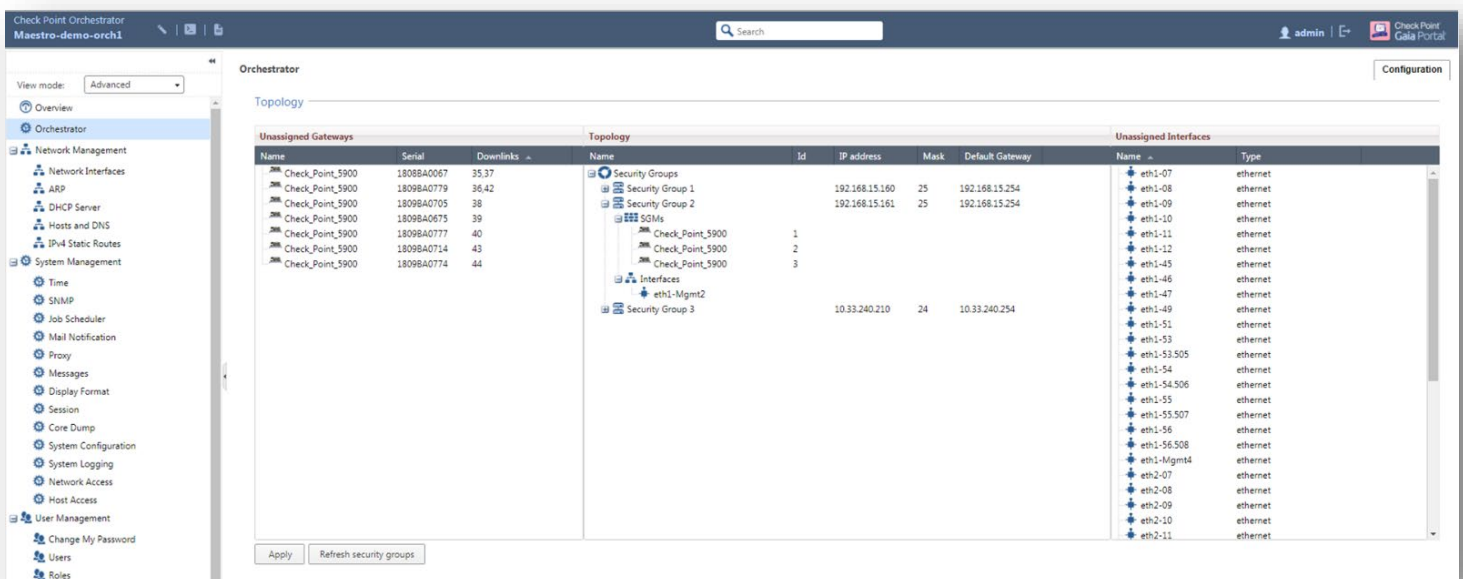 Check Point Orchestrator
Maestro-demo-orch1
Search
admin
Check Point
Gaia Portal
View mode: Advanced
Overview
Orchestrator
Network Management
Network Interfaces
ARP
DHCP Server
Hosts and DNS
IPv4 Static Routes
System Management
Time
SNMP
Job Scheduler
Mail Notification
Proxy
Messages
Display Format
Session
Core Dump
System Configuration
System Logging
Network Access
Host Access
User Management
Change My Password
Users
Roles
Orchestrator
Configuration
Topology
Unassigned Gateways
Name Serial Downlinks
Check_Point_5900 1808BA0067 35,37
Check_Point_5900 1809BA0779 36,42
Check_Point_5900 1809BA0705 38
Check_Point_5900 1809BA0675 39
Check_Point_5900 1809BA0777 40
Check_Point_5900 1809BA0714 43
Check_Point_5900 1809BA0774 44
Topology
Name Id IP address Mask Default Gateway
Security Groups
Security Group 1 192.168.15.160 25 192.168.15.254
Security Group 2 192.168.15.161 25 192.168.15.254
SGMs
Check_Point_5900 1
Check_Point_5900 2
Check_Point_5900 3
Interfaces
eth1-Mgmt2
Security Group 3 10.33.240.210 24 10.33.240.254
Unassigned Interfaces
Name Type
eth1-07 ethernet
eth1-08 ethernet
eth1-09 ethernet
eth1-10 ethernet
eth1-11 ethernet
eth1-12 ethernet
eth1-45 ethernet
eth1-46 ethernet
eth1-47 ethernet
eth1-49 ethernet
eth1-51 ethernet
eth1-53 ethernet
eth1-53.505 ethernet
eth1-54 ethernet
eth1-54.506 ethernet
eth1-55 ethernet
eth1-55.507 ethernet
eth1-56 ethernet
eth1-56.508 ethernet
eth1-Mgmt4 ethernet
eth2-07 ethernet
eth2-08 ethernet
eth2-09 ethernet
eth2-10 ethernet
eth2-11 ethernet
Apply
Refresh security groups